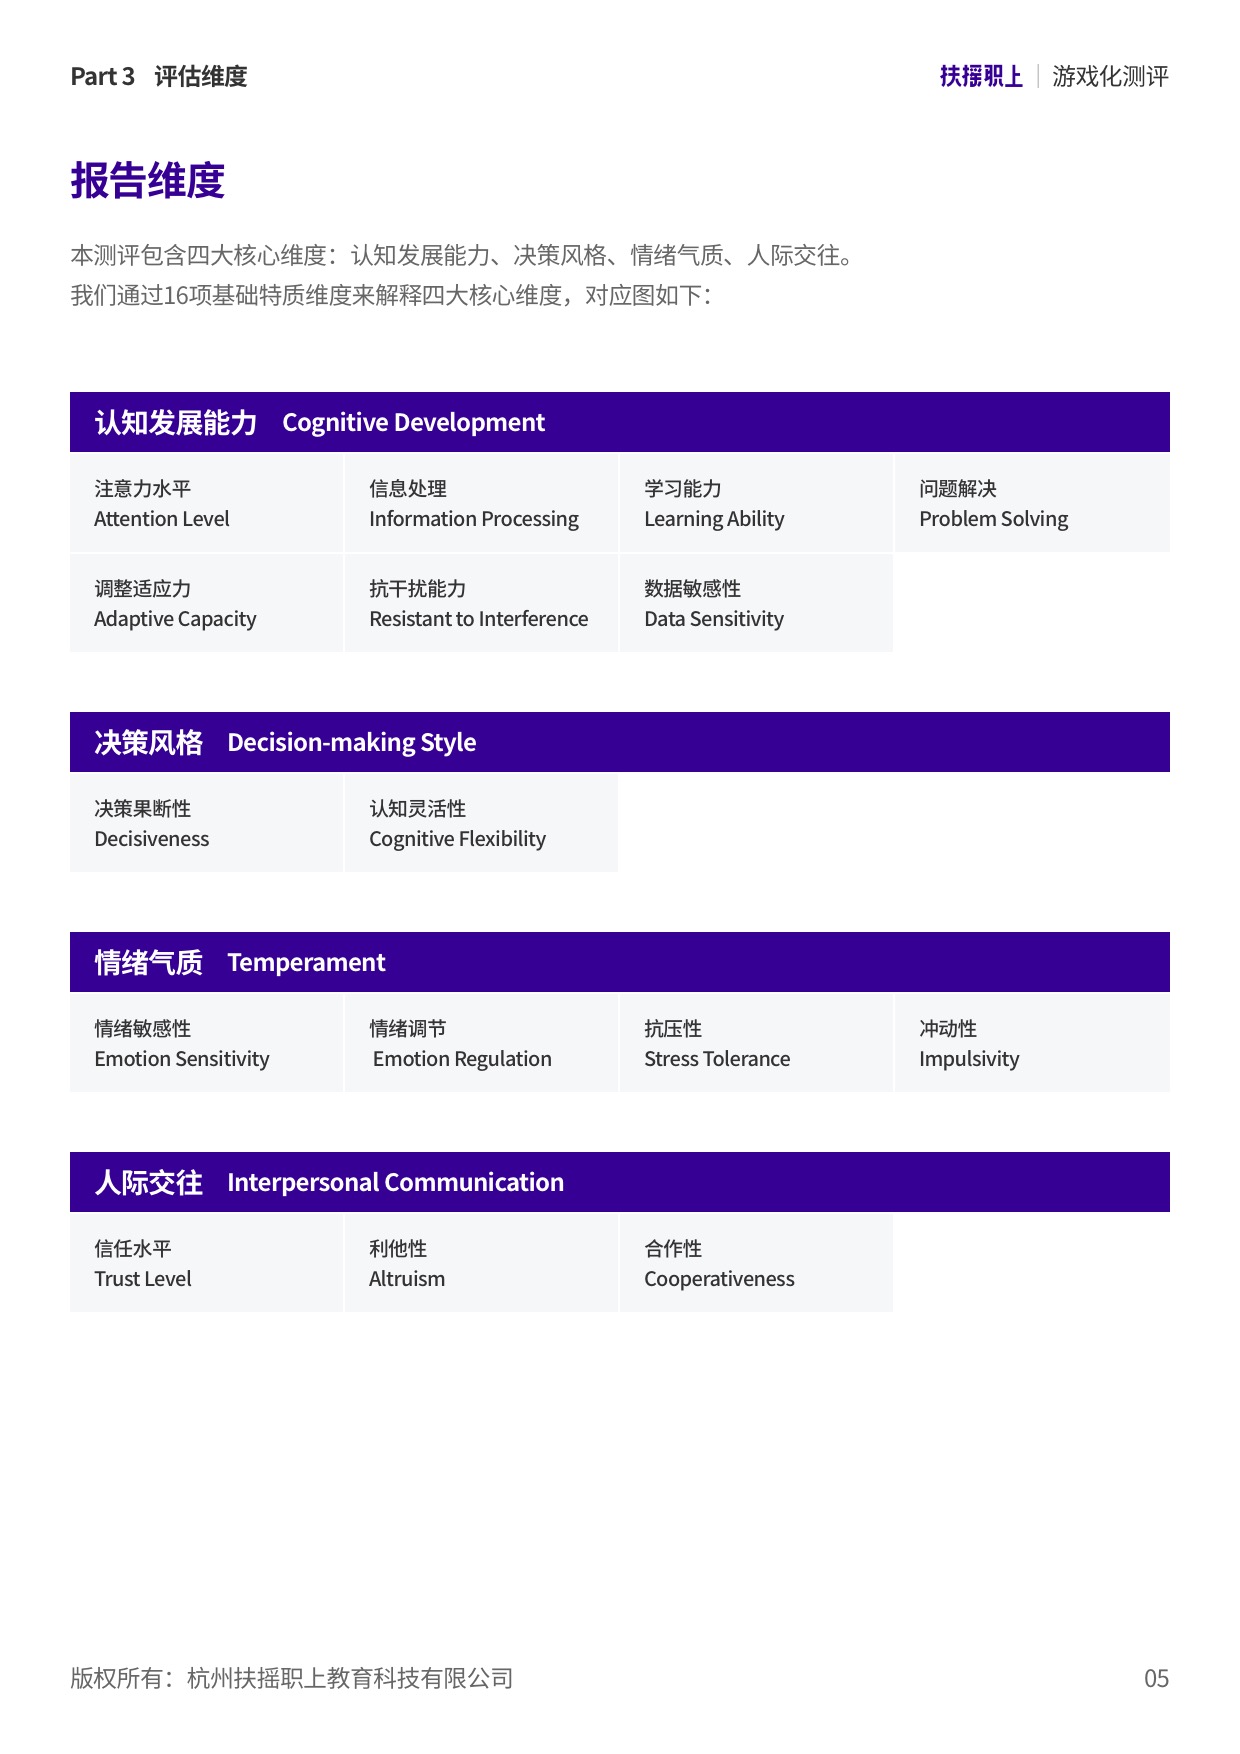 Part 3 评估维度
扶摇职上 | 游戏化测评
报告维度
本测评包含四大核心维度：认知发展能力、决策风格、情绪气质、人际交往。
我们通过16项基础特质维度来解释四大核心维度，对应图如下：
认知发展能力 Cognitive Development
注意力水平
Attention Level
信息处理
Information Processing
学习能力
Learning Ability
问题解决
Problem Solving
调整适应力
Adaptive Capacity
抗干扰能力
Resistant to Interference
数据敏感性
Data Sensitivity
决策风格 Decision-making Style
决策果断性
Decisiveness
认知灵活性
Cognitive Flexibility
情绪气质 Temperament
情绪敏感性
Emotion Sensitivity
情绪调节
Emotion Regulation
抗压性
Stress Tolerance
冲动性
Impulsivity
人际交往 Interpersonal Communication
信任水平
Trust Level
利他性
Altruism
合作性
Cooperativeness
版权所有：杭州扶摇职上教育科技有限公司
05